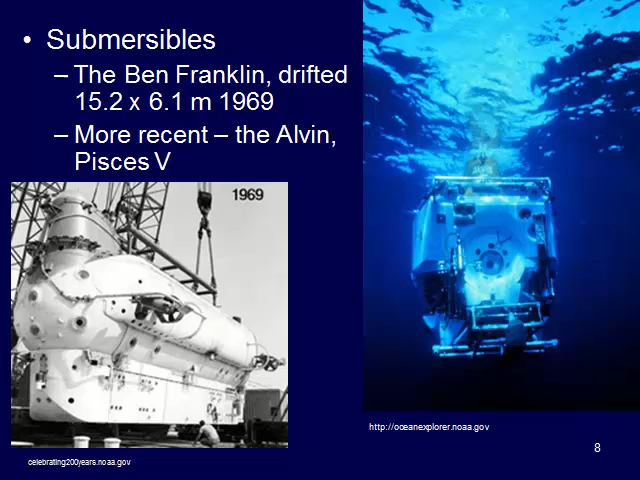 • Submersibles
– The Ben Franklin, drifted
15.2 x 6.1 m 1969
– More recent – the Alvin,
Pisces V
1969
http://oceanexplorer.noaa.gov
8
celebrating200years.noaa.gov